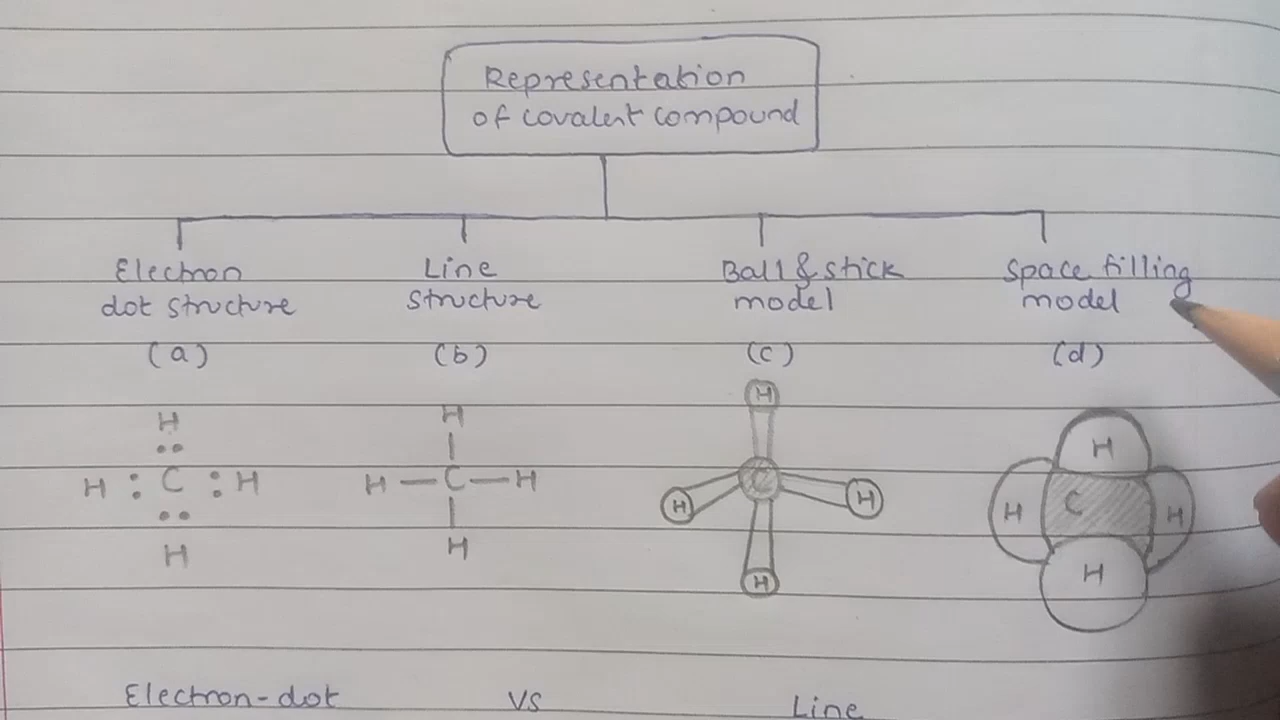 Representation
of covalent compound
Electron
dot structure
(a)
Line
structure
(b)
Ball & stick
model
(c)
Space filling
model
(d)
H
H : C : H
H
H
H — C — H
H
H
C
H
H
H
H
H
C
H
H
Electron-dot vs Line